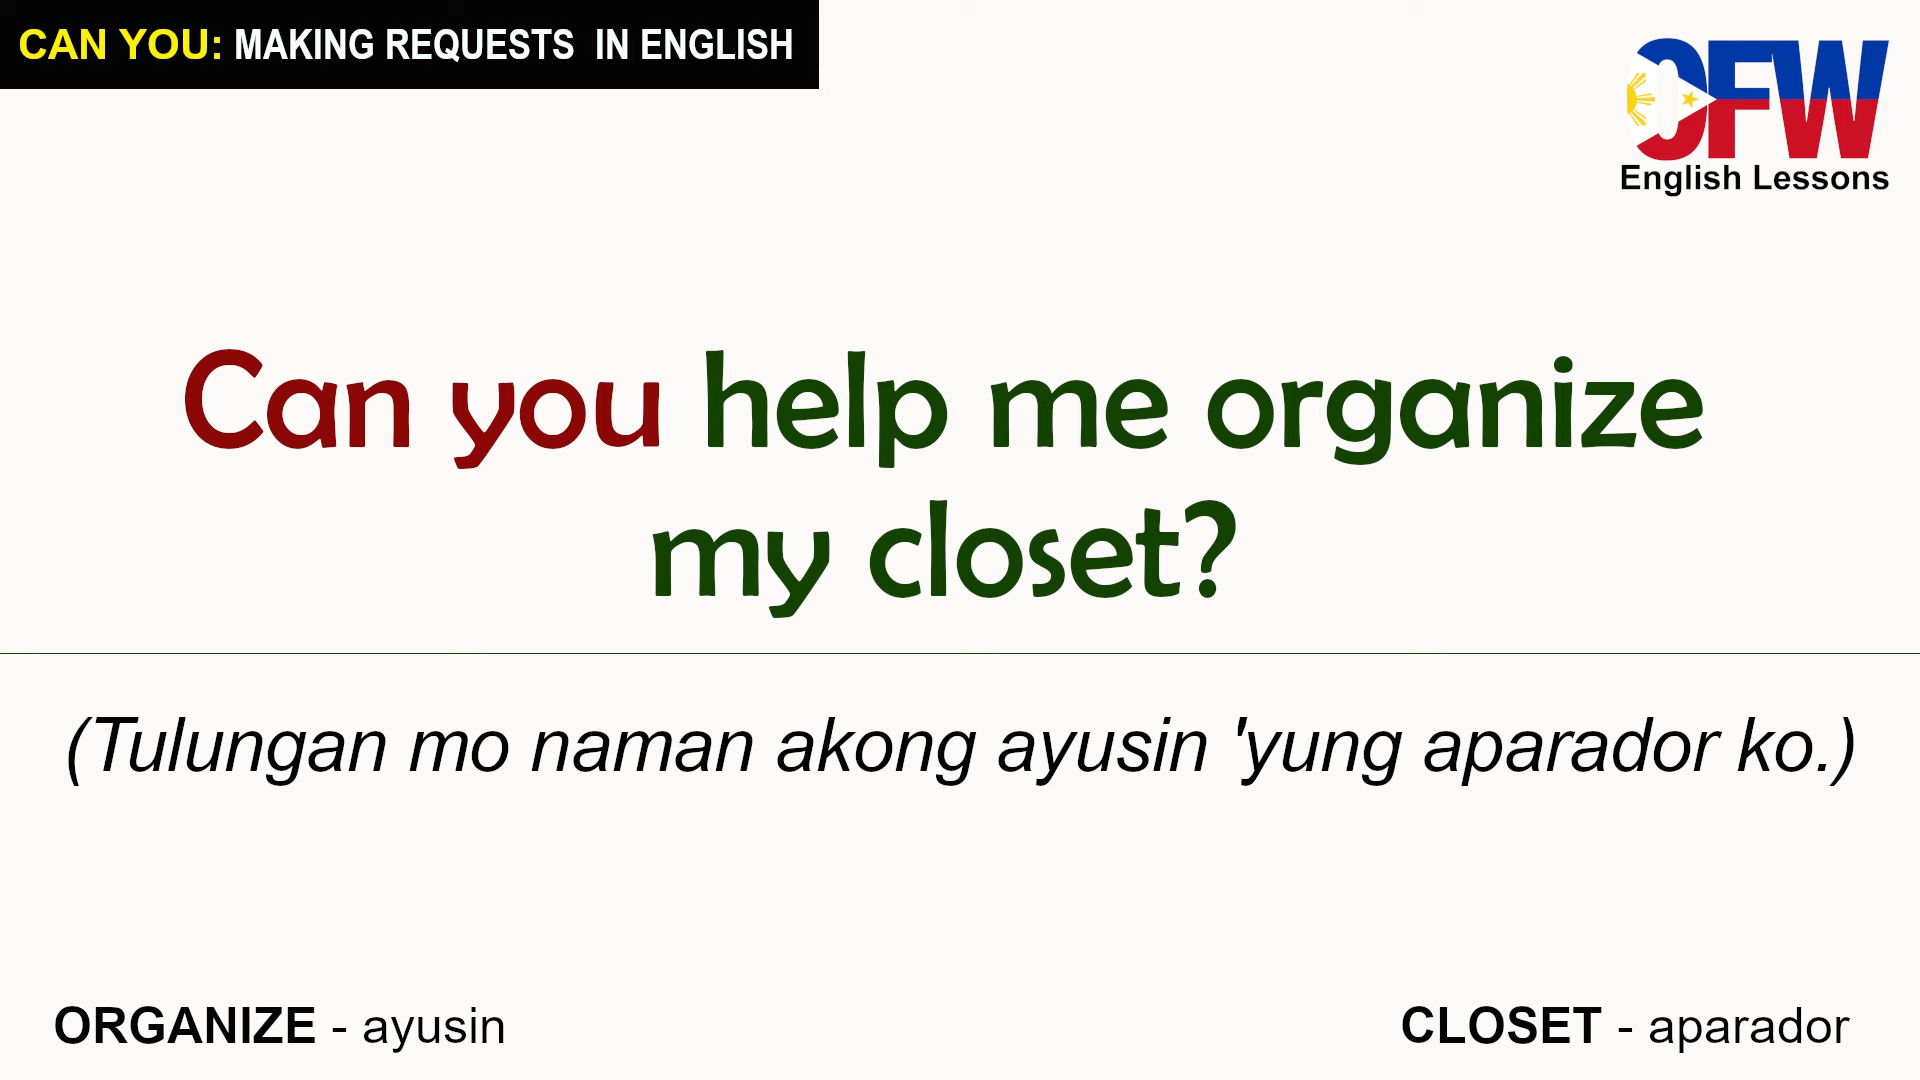 CAN YOU: MAKING REQUESTS IN ENGLISH
OFW
English Lessons
Can you help me organize
my closet?
(Tulungan mo naman akong ayusin 'yung aparador ko.)
ORGANIZE - ayusin
CLOSET - aparador